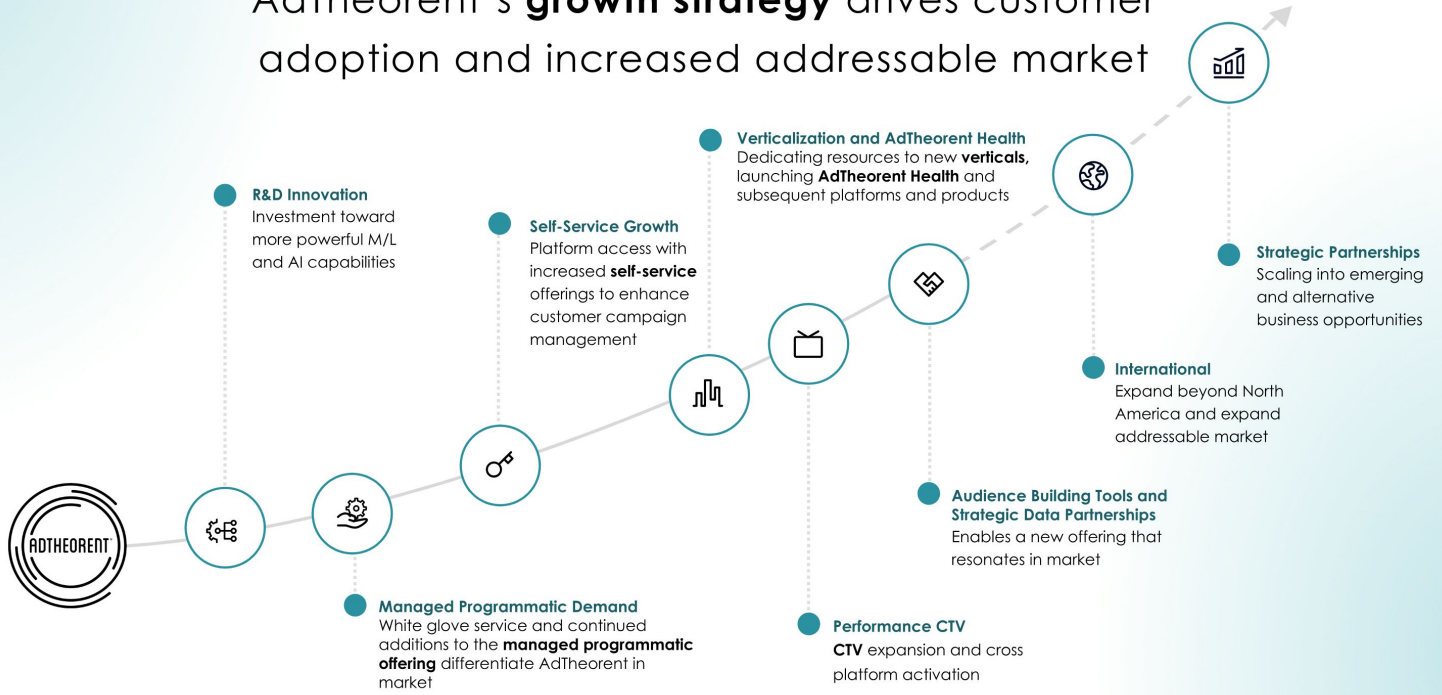 AdTheorent's growth strategy drives customer
adoption and increased addressable market
R&D Innovation
Investment toward
more powerful M/L
and AI capabilities
Self-Service Growth
Platform access with
increased self-service
offerings to enhance
customer campaign
management
Verticalization and AdTheorent Health
Dedicating resources to new verticals,
launching AdTheorent Health and
subsequent platforms and products
Strategic Partnerships
Scaling into emerging
and alternative
business opportunities
International
Expand beyond North
America and expand
addressable market
Audience Building Tools and
Strategic Data Partnerships
Enables a new offering that
resonates in market
ADTHEORENT
Managed Programmatic Demand
White glove service and continued
additions to the managed programmatic
offering differentiate AdTheorent in
market
Performance CTV
CTV expansion and cross
platform activation